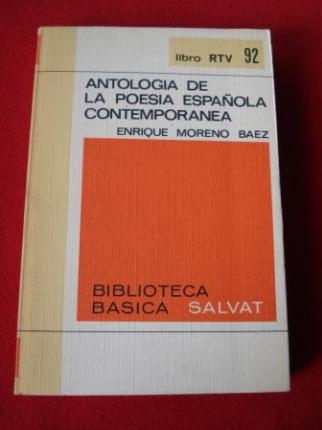 libro RTV 92
ANTOLOGIA DE
LA POESIA ESPAÑOLA
CONTEMPORANEA
ENRIQUE MORENO BAEZ
BIBLIOTECA
BASICA SALVAT